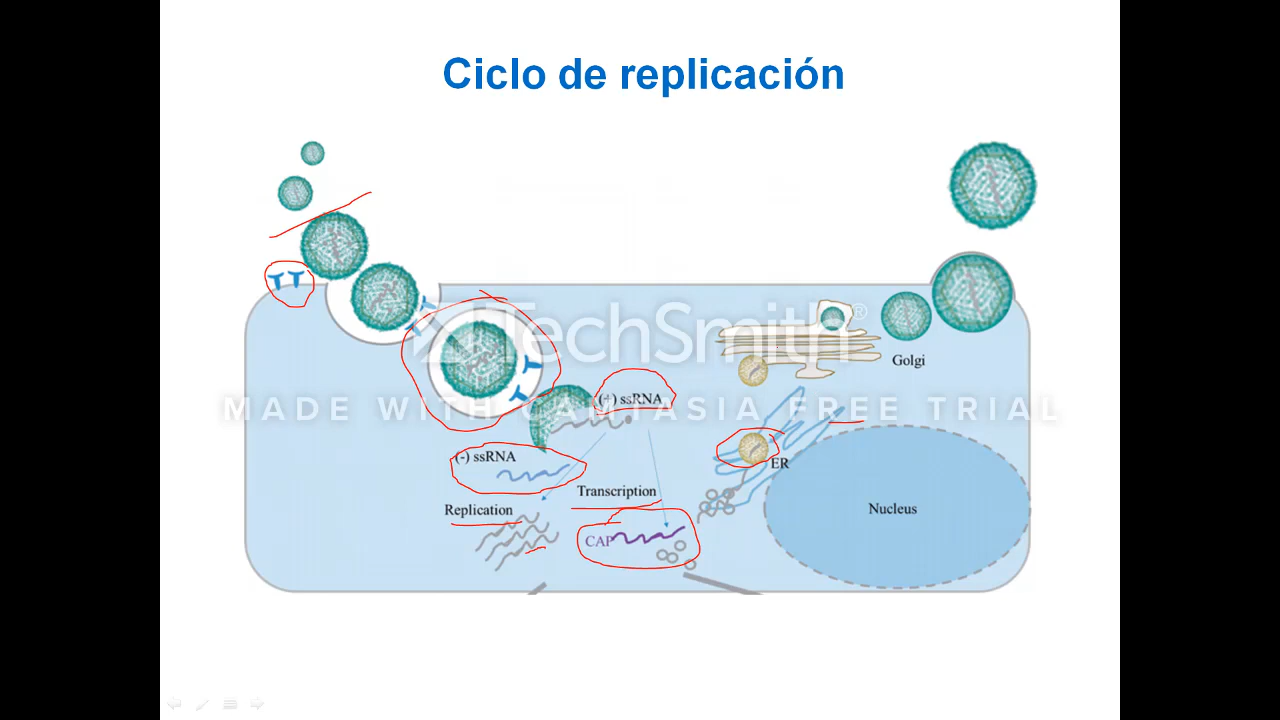 Ciclo de replicación
TechSmith®
MADE WITH CAMTASIA FREE TRIAL
Golgi
(+) ssRNA
(-) ssRNA
ER
Transcription
Replication
Nucleus
CAP